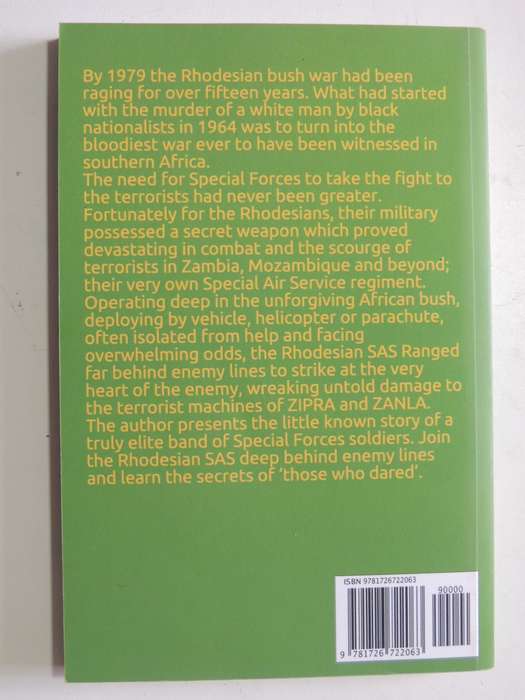 By 1979 the Rhodesian bush war had been
raging for over fifteen years. What had started
with the murder of a white man by black
nationalists in 1964 was to turn into the
bloodiest war ever to have been witnessed in
southern Africa.
The need for Special Forces to take the fight to
the terrorists had never been greater.
Fortunately for the Rhodesians, their military
possessed a secret weapon which proved
devastating in combat and the scourge of
terrorists in Zambia, Mozambique and beyond;
their very own Special Air Service regiment.
Operating deep in the unforgiving African bush,
deploying by vehicle, helicopter or parachute,
often isolated from help and facing
overwhelming odds, the Rhodesian SAS Ranged
far behind enemy lines to strike at the very
heart of the enemy, wreaking untold damage to
the terrorist machines of ZIPRA and ZANLA.
The author presents the little known story of a
truly elite band of Special Forces soldiers. Join
the Rhodesian SAS deep behind enemy lines
and learn the secrets of 'those who dared'.
ISBN 9781726722063
90000
9 781726 722063